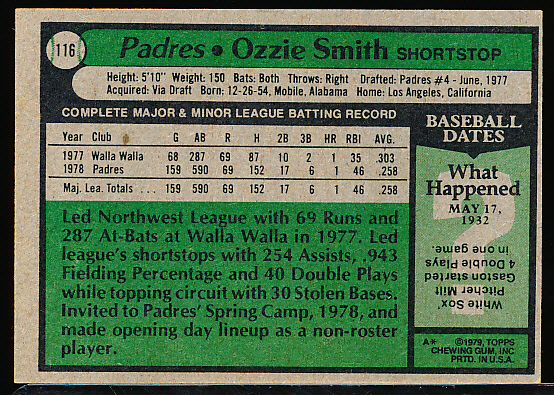 116
Padres • Ozzie Smith SHORTSTOP
Height: 5'10" Weight: 150 Bats: Both Throws: Right Drafted: Padres #4 - June, 1977
Acquired: Via Draft Born: 12-26-54, Mobile, Alabama Home: Los Angeles, California
COMPLETE MAJOR & MINOR LEAGUE BATTING RECORD
Year Club G AB R H 2B 3B HR RBI AVG.
1977 Walla Walla 68 287 69 87 10 2 1 35 .303
1978 Padres 159 590 69 152 17 6 1 46 .258
Maj. Lea. Totals . . . 159 590 69 152 17 6 1 46 .258
Led Northwest League with 69 Runs and
287 At-Bats at Walla Walla in 1977. Led
league's shortstops with 254 Assists, .943
Fielding Percentage and 40 Double Plays
while topping circuit with 30 Stolen Bases.
Invited to Padres' Spring Camp, 1978, and
made opening day lineup as a non-roster
player.
BASEBALL
DATES
What
Happened
MAY 17,
1932
?
White Sox'
Pitcher Milt
Gaston started
4 Double Plays
in one game.
A* ©1979, TOPPS
CHEWING GUM, INC
PRTD. IN U.S.A.